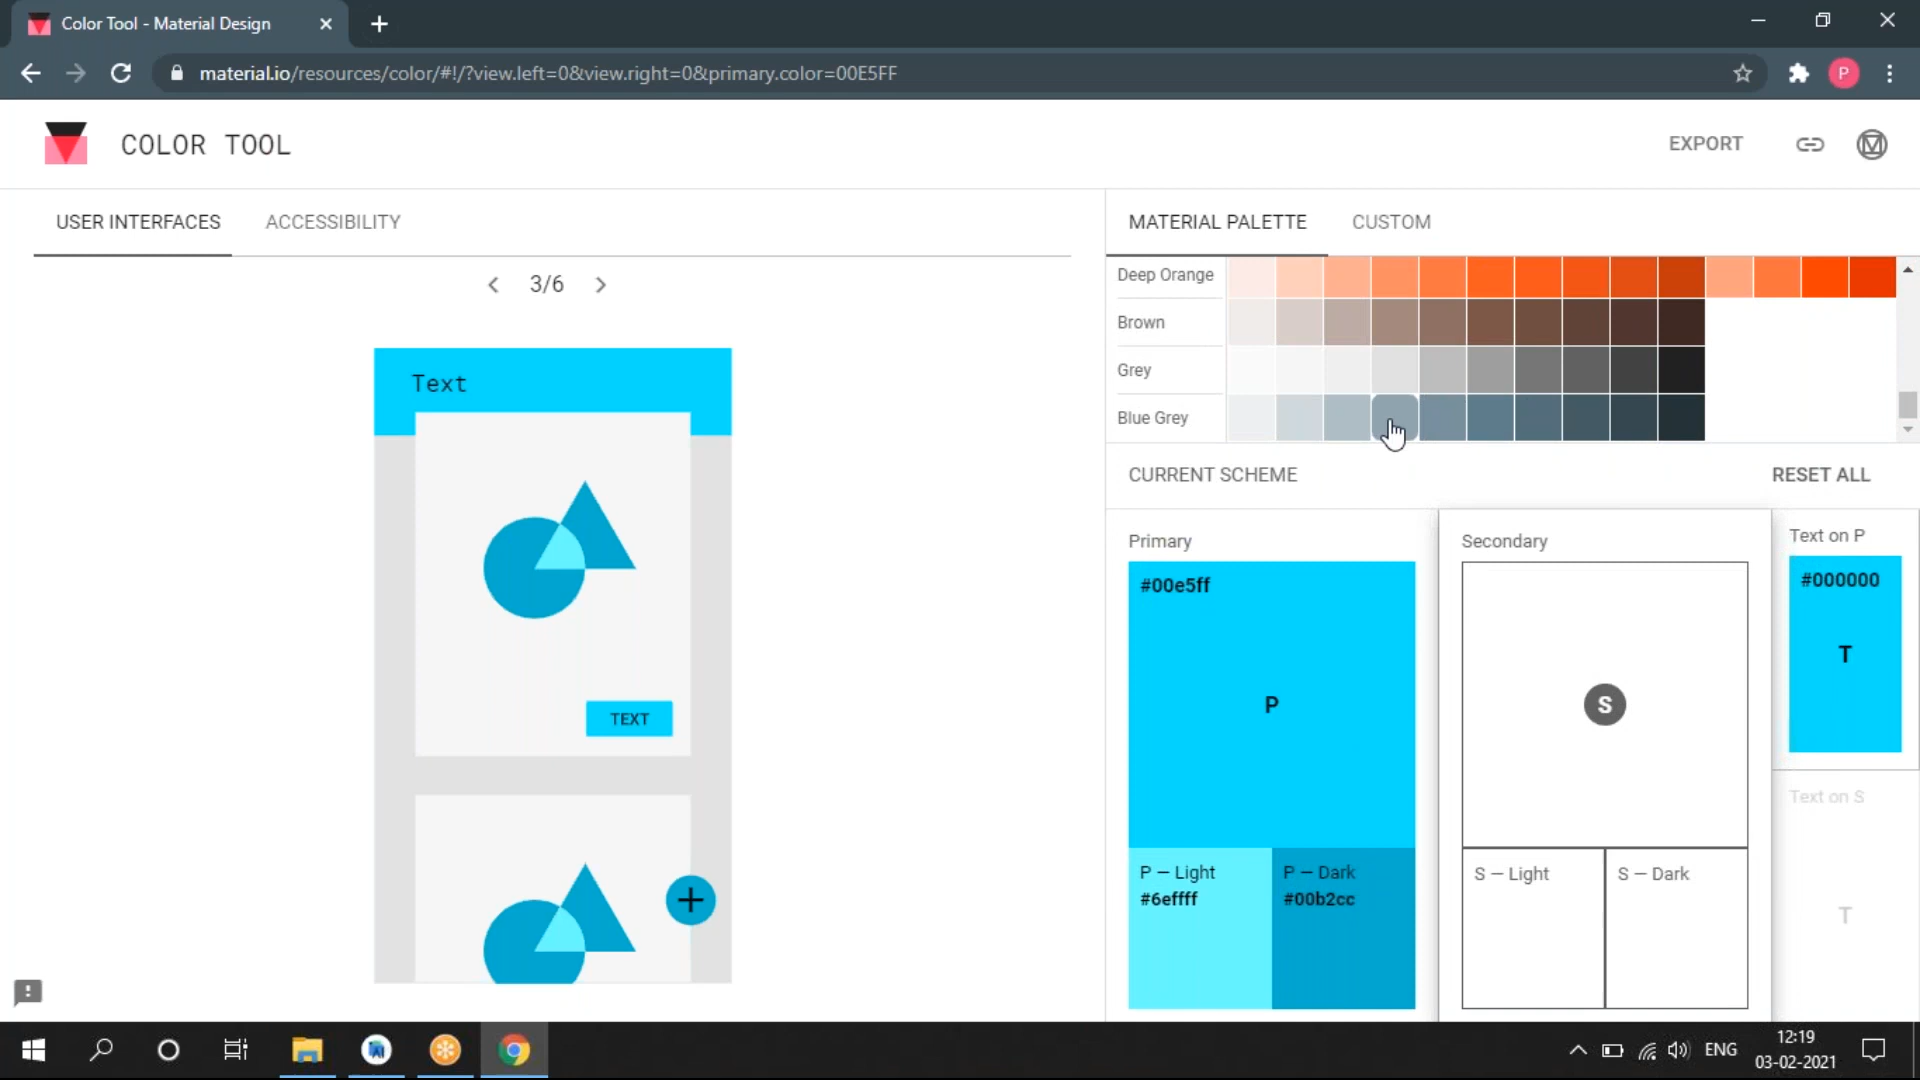 Color Tool - Material Design
material.io/resources/color/#!/?view.left=0&view.right=0&primary.color=00E5FF
P
COLOR TOOL
EXPORT
USER INTERFACES
ACCESSIBILITY
MATERIAL PALETTE
CUSTOM
3/6
Deep Orange
Brown
Grey
Blue Grey
Text
TEXT
CURRENT SCHEME
RESET ALL
Primary
#00e5ff
P
P — Light
#6effff
P — Dark
#00b2cc
Secondary
S
S — Light
S — Dark
Text on P
#000000
T
Text on S
T
ENG
12:19
03-02-2021